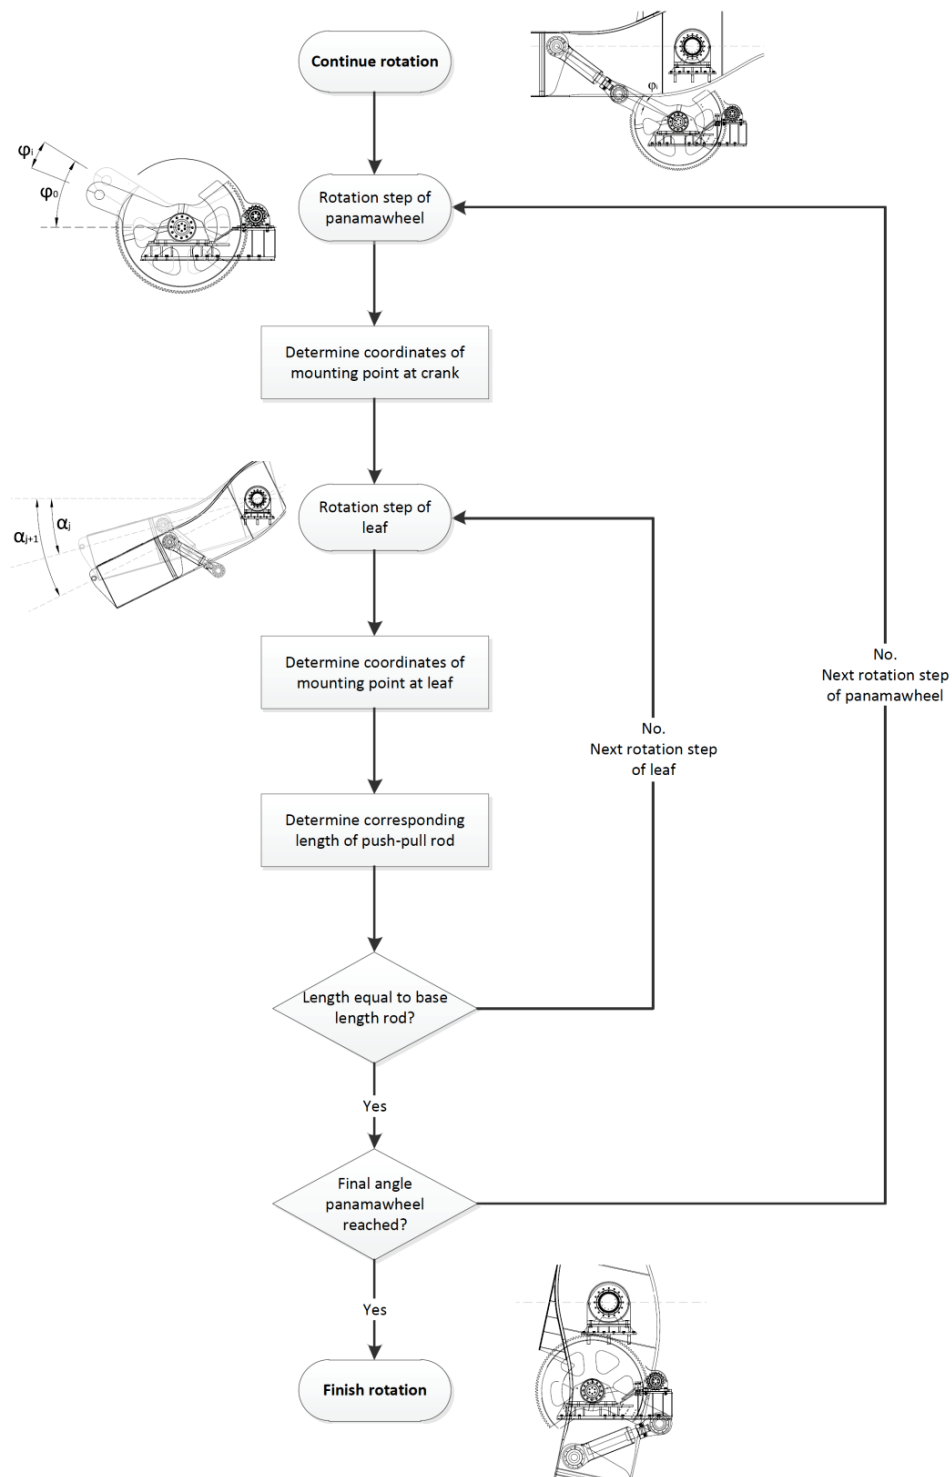 Continue rotation
φi
φi
φ0
Rotation step of
panamawheel
Determine coordinates of
mounting point at crank
Rotation step of
leaf
αj
αj+1
Determine coordinates of
mounting point at leaf
No.
Next rotation step
of panamawheel
No.
Next rotation step
of leaf
Determine corresponding
length of push-pull rod
Length equal to base
length rod?
Yes
Final angle
panamawheel
reached?
Yes
Finish rotation